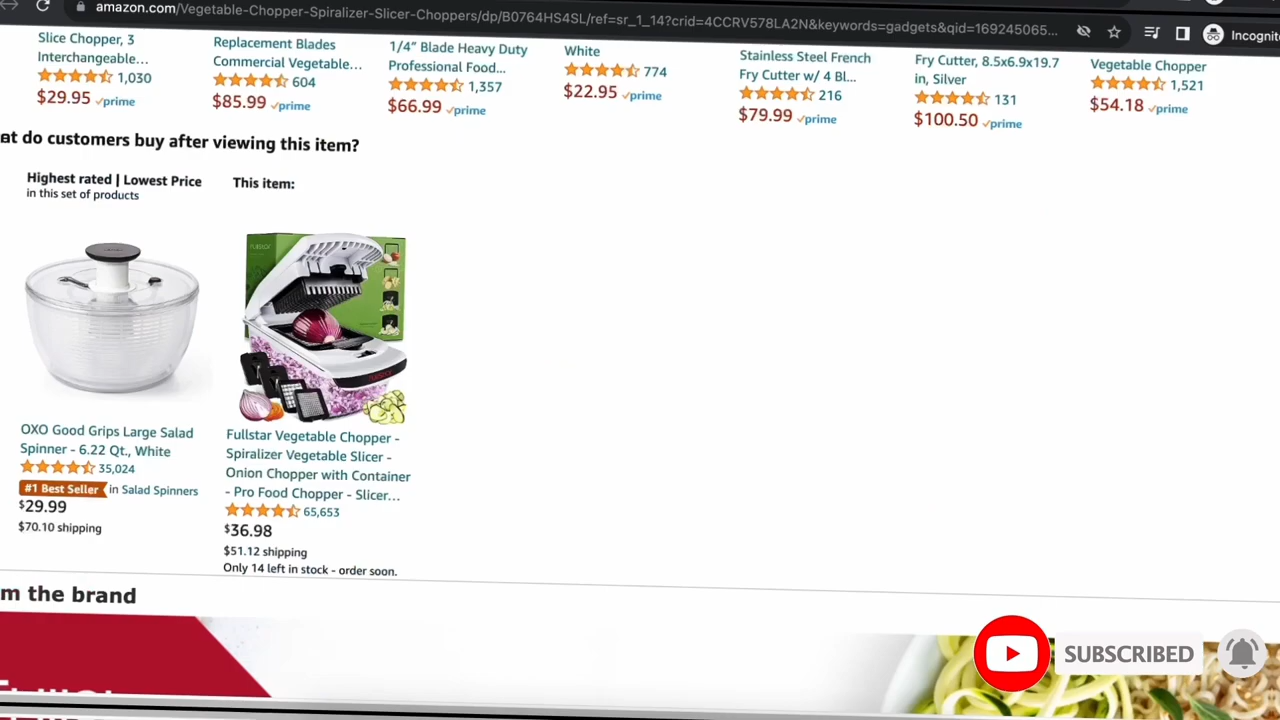 amazon.com/Vegetable-Chopper-Spiralizer-Slicer-Choppers/dp/B0764HS4SL/ref=sr_1_14?crid=4CCRV578LA2N&keywords=gadgets&qid=169245065...
Incognito
Slice Chopper, 3
Interchangeable...
1,030
$29.95 prime
Replacement Blades
Commercial Vegetable...
604
$85.99 prime
1/4" Blade Heavy Duty
Professional Food...
1,357
$66.99 prime
White
774
$22.95 prime
Stainless Steel French
Fry Cutter w/ 4 Bl...
216
$79.99 prime
Fry Cutter, 8.5x6.9x19.7
in, Silver
131
$100.50 prime
Vegetable Chopper
1,521
$54.18 prime
at do customers buy after viewing this item?
Highest rated | Lowest Price
in this set of products
This item:
OXO Good Grips Large Salad
Spinner - 6.22 Qt., White
35,024
#1 Best Seller in Salad Spinners
$29.99
$70.10 shipping
Fullstar Vegetable Chopper -
Spiralizer Vegetable Slicer -
Onion Chopper with Container
- Pro Food Chopper - Slicer...
65,653
$36.98
$51.12 shipping
Only 14 left in stock - order soon.
m the brand
SUBSCRIBED